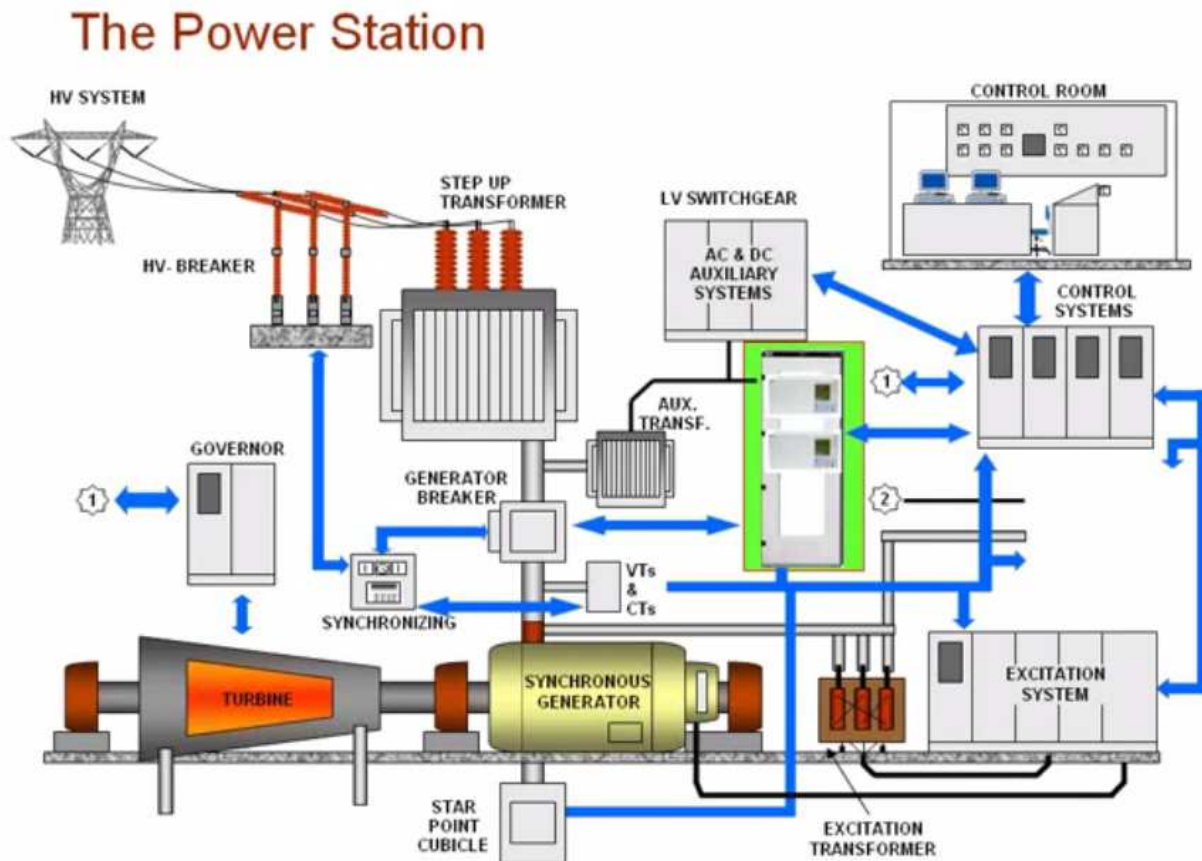 The Power Station
HV SYSTEM
CONTROL ROOM
STEP UP
TRANSFORMER
LV SWITCHGEAR
HV- BREAKER
AC & DC
AUXILIARY
SYSTEMS
CONTROL
SYSTEMS
1
AUX.
TRANSF.
GOVERNOR
1
GENERATOR
BREAKER
2
VTs
&
CTs
SYNCHRONIZING
TURBINE
SYNCHRONOUS
GENERATOR
EXCITATION
SYSTEM
STAR
POINT
CUBICLE
EXCITATION
TRANSFORMER